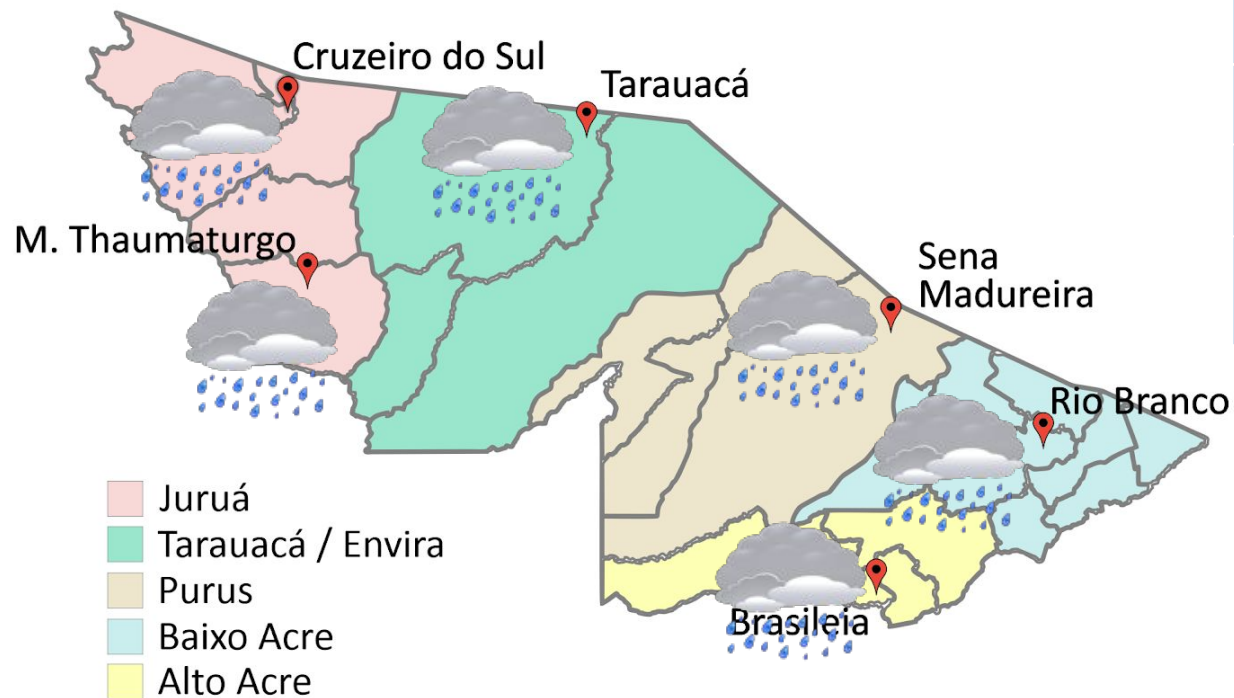 Cruzeiro do Sul
Tarauacá
M. Thaumaturgo
Sena
Madureira
Rio Branco
Brasileia
Juruá
Tarauacá / Envira
Purus
Baixo Acre
Alto Acre